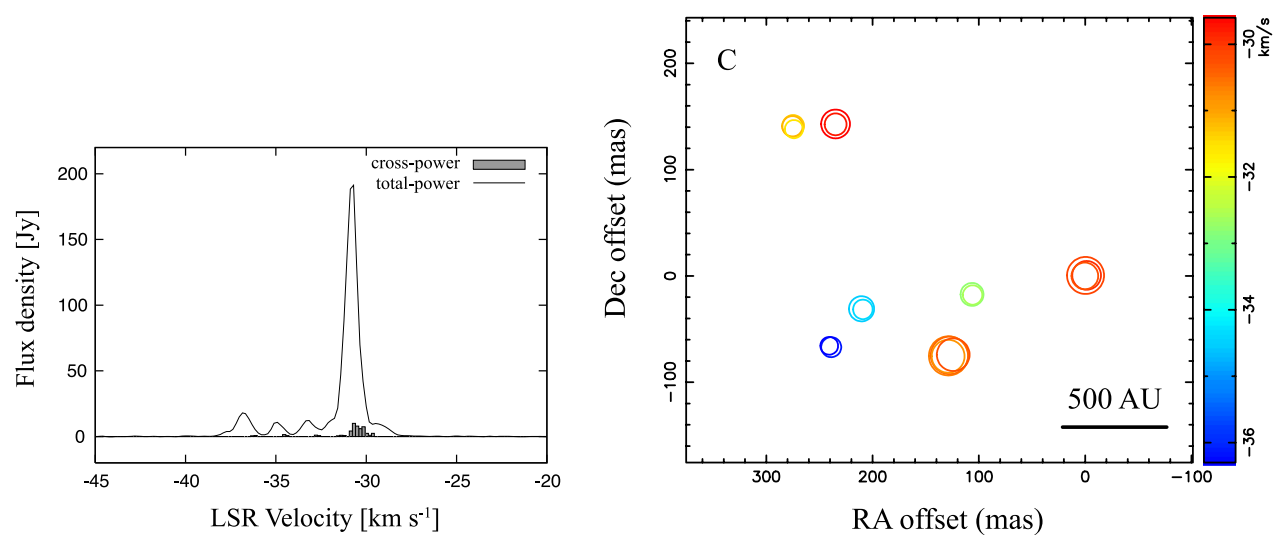 cross-power
total-power
200
150
100
50
0
-45
-40
-35
-30
-25
-20
Flux density [Jy]
LSR Velocity [km s-1]
C
200
100
0
-100
300
200
100
0
-100
Dec offset (mas)
RA offset (mas)
500 AU
-30
-32
-34
-36
km/s